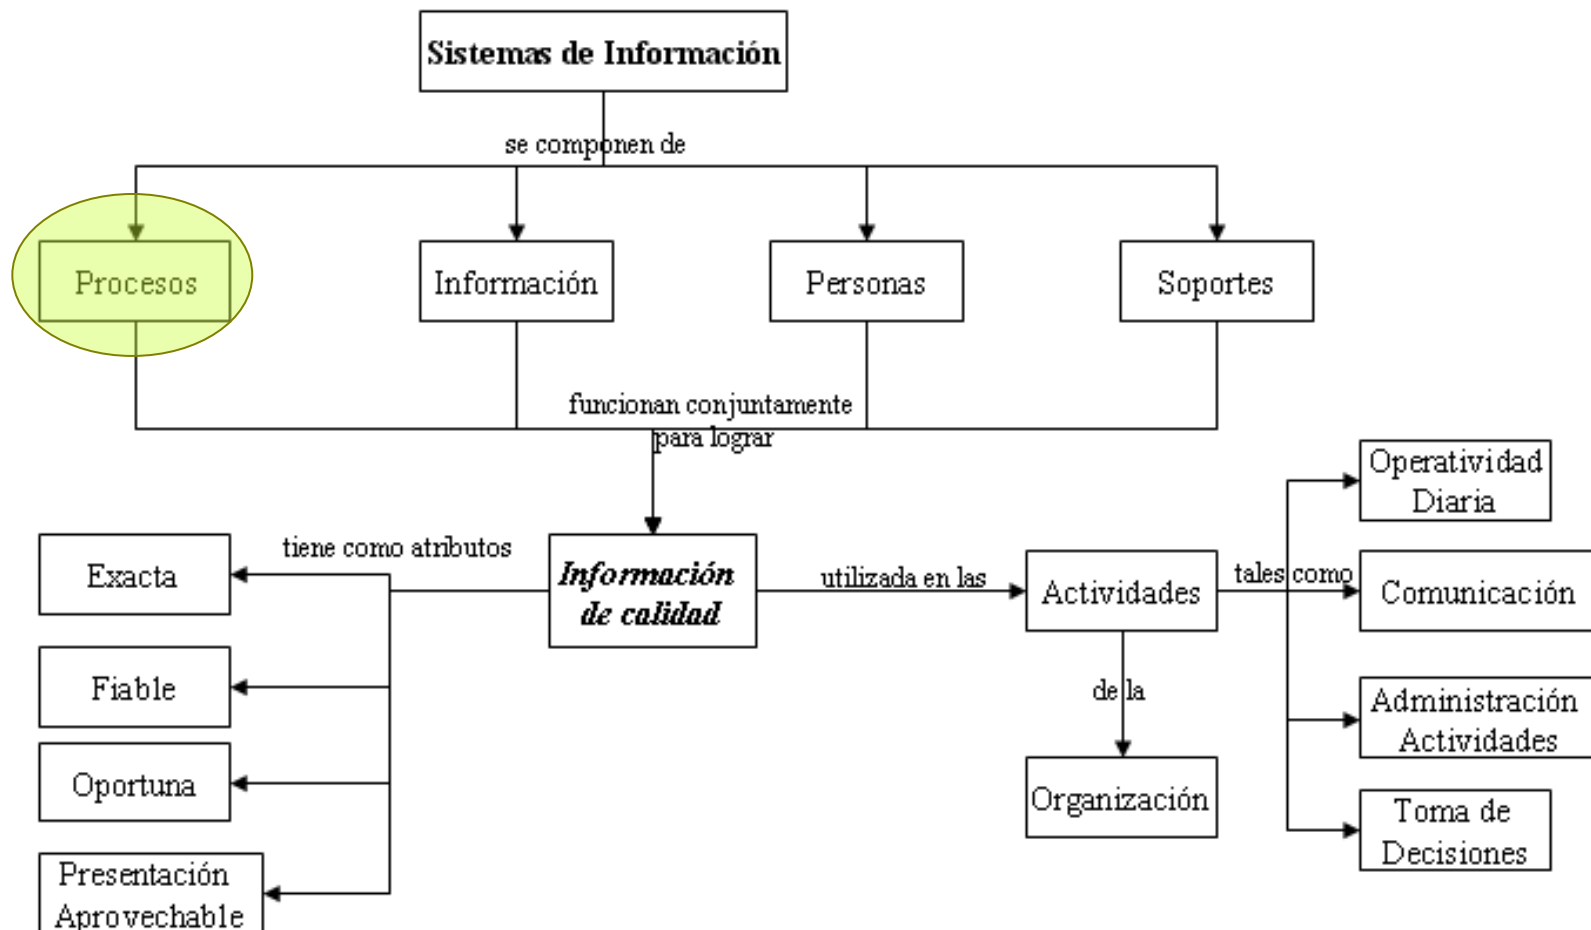 Sistemas de Información
se componen de
Procesos
Información
Personas
Soportes
funcionan conjuntamente
para lograr
Operatividad
Diaria
tiene como atributos
Exacta
Información
de calidad
utilizada en las
Actividades
tales como
Comunicación
Fiable
de la
Administración
Actividades
Oportuna
Organización
Toma de
Decisiones
Presentación
Aprovechable